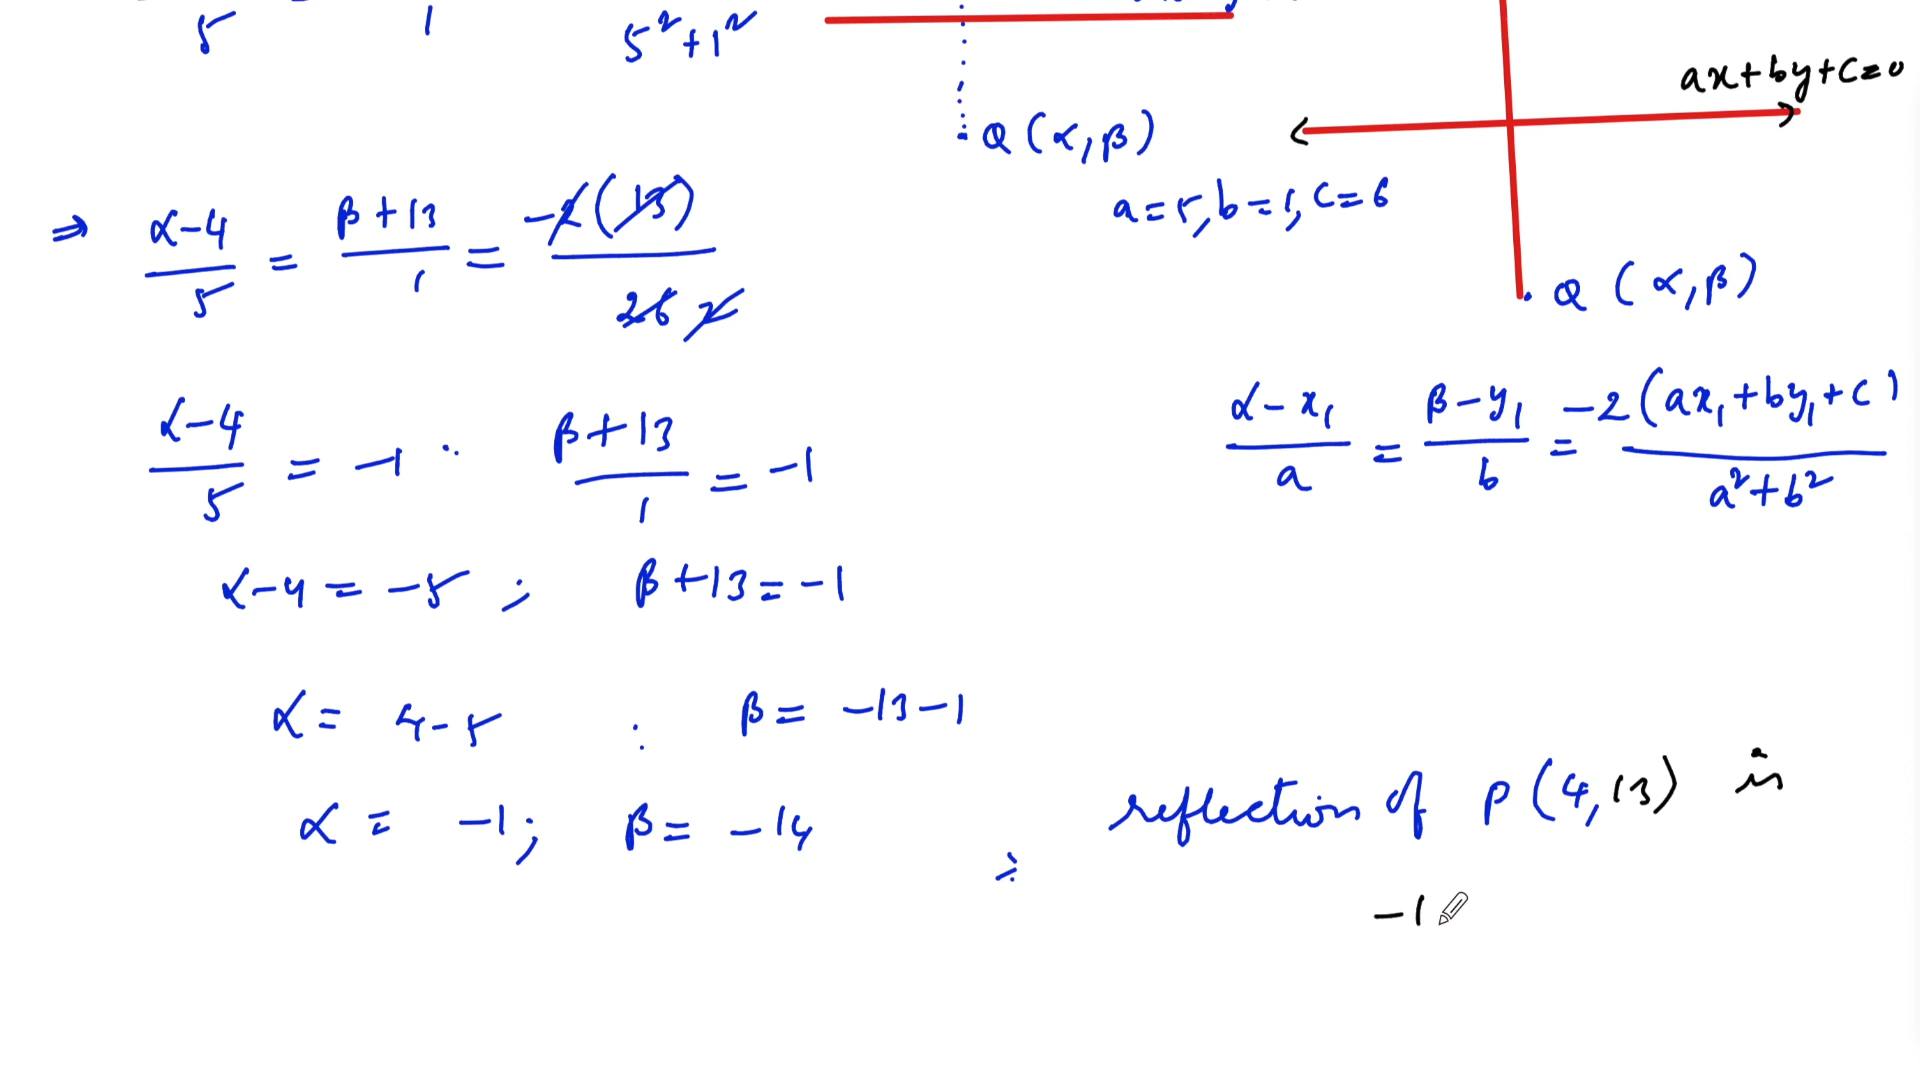 5 1 5²+1²
ax+by+c=0
Q (α,β)
a=5, b=1, c=6
⇒ α-4/5 = β+13/1 = -2(13)/26 2
Q (α,β)
α-x₁/a = β-y₁/b = -2(ax₁+by₁+c)/a²+b²
α-4/5 = -1 : β+13/1 = -1
α-4 = -5 ; β+13 = -1
α = 4-5 : β = -13-1
α = -1; β = -14
∴ reflection of P(4,13) is
-1